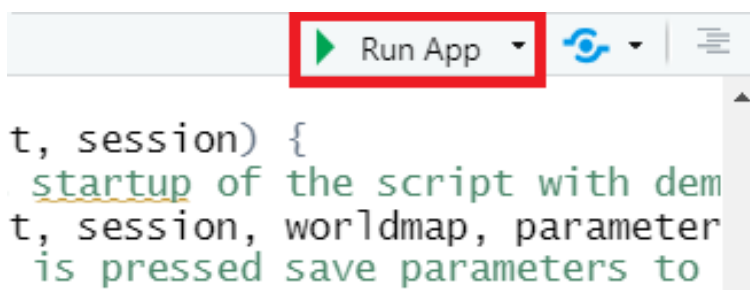 Run App
t, session) {
startup of the script with dem
t, session, worldmap, parameter
is pressed save parameters to